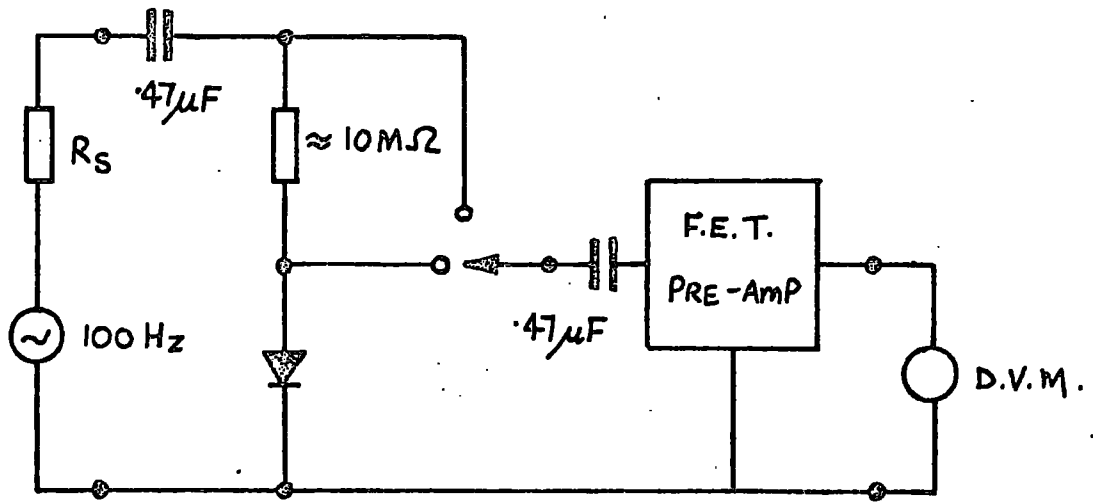 ·47μF
RS
≈ 10MΩ
100 Hz
·47μF
F.E.T.
PRE-AMP
D.V.M.